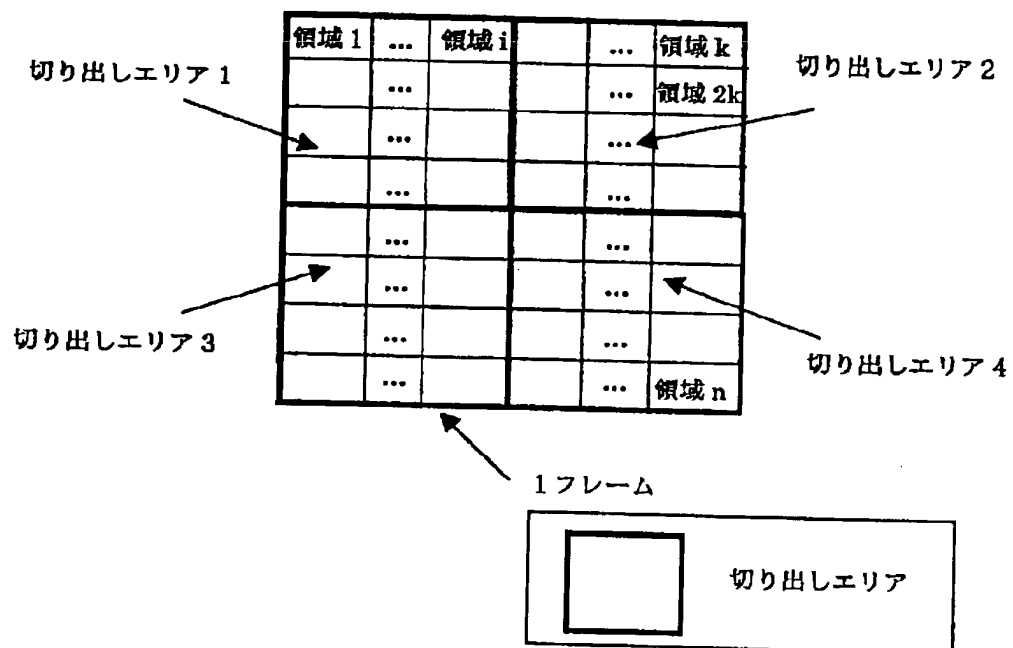 領域 1 ... 領域 i ... 領域 k
切り出しエリア 1
切り出しエリア 2
... ... 領域 2k
... ...
... ...
... ...
... ...
切り出しエリア 3
切り出しエリア 4
... ...
... ... 領域 n
1 フレーム
切り出しエリア